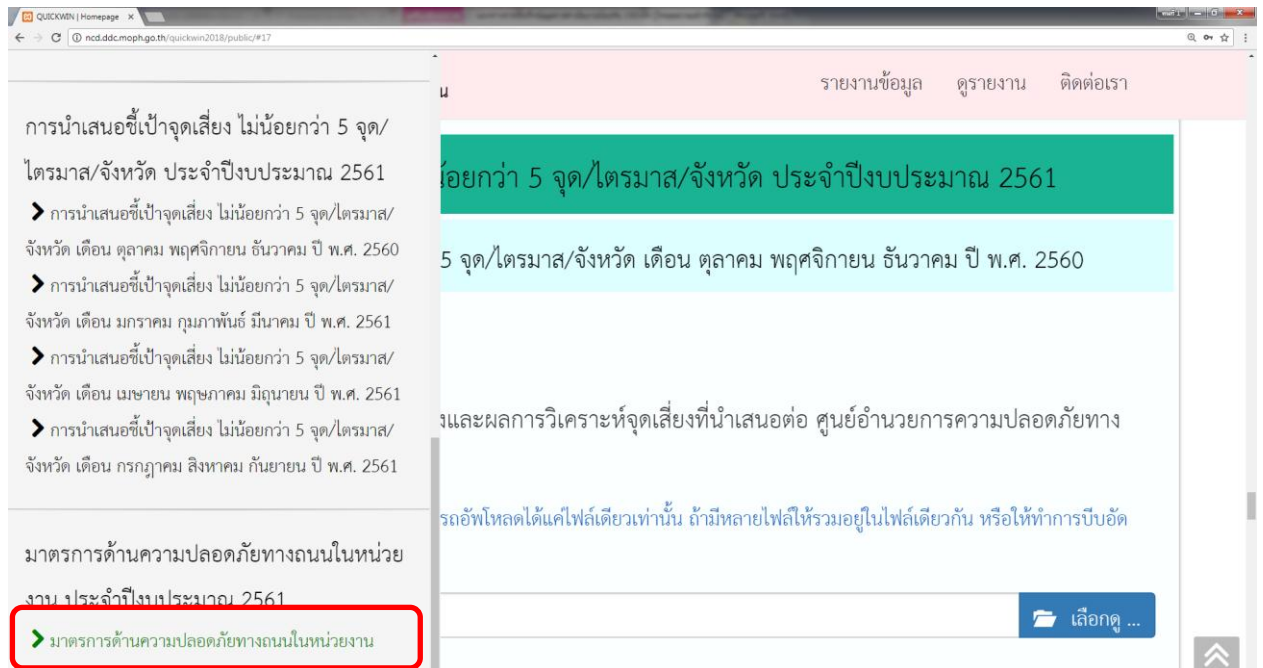 QUICKWIN | Homepage
ncd.ddc.moph.go.th/quickwin2018/public/#17
น
รายงานข้อมูล ดูรายงาน ติดต่อเรา
การนำเสนอชี้เป้าจุดเสี่ยง ไม่น้อยกว่า 5 จุด/
ไตรมาส/จังหวัด ประจำปีงบประมาณ 2561
การนำเสนอชี้เป้าจุดเสี่ยง ไม่น้อยกว่า 5 จุด/ไตรมาส/
จังหวัด เดือน ตุลาคม พฤศจิกายน ธันวาคม ปี พ.ศ. 2560
การนำเสนอชี้เป้าจุดเสี่ยง ไม่น้อยกว่า 5 จุด/ไตรมาส/
จังหวัด เดือน มกราคม กุมภาพันธ์ มีนาคม ปี พ.ศ. 2561
การนำเสนอชี้เป้าจุดเสี่ยง ไม่น้อยกว่า 5 จุด/ไตรมาส/
จังหวัด เดือน เมษายน พฤษภาคม มิถุนายน ปี พ.ศ. 2561
การนำเสนอชี้เป้าจุดเสี่ยง ไม่น้อยกว่า 5 จุด/ไตรมาส/
จังหวัด เดือน กรกฎาคม สิงหาคม กันยายน ปี พ.ศ. 2561
มาตรการด้านความปลอดภัยทางถนนในหน่วย
งาน ประจำปีงบประมาณ 2561
มาตรการด้านความปลอดภัยทางถนนในหน่วยงาน
น้อยกว่า 5 จุด/ไตรมาส/จังหวัด ประจำปีงบประมาณ 2561
5 จุด/ไตรมาส/จังหวัด เดือน ตุลาคม พฤศจิกายน ธันวาคม ปี พ.ศ. 2560
งและผลการวิเคราะห์จุดเสี่ยงที่นำเสนอต่อ ศูนย์อำนวยการความปลอดภัยทาง
รถอัพโหลดได้แค่ไฟล์เดียวเท่านั้น ถ้ามีหลายไฟล์ให้รวมอยู่ในไฟล์เดียวกัน หรือให้ทำการบีบอัด
เลือกดู ...